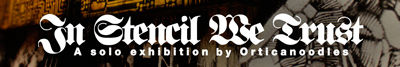 In Stencil We Trust
A solo exhibition by Orticanoodles